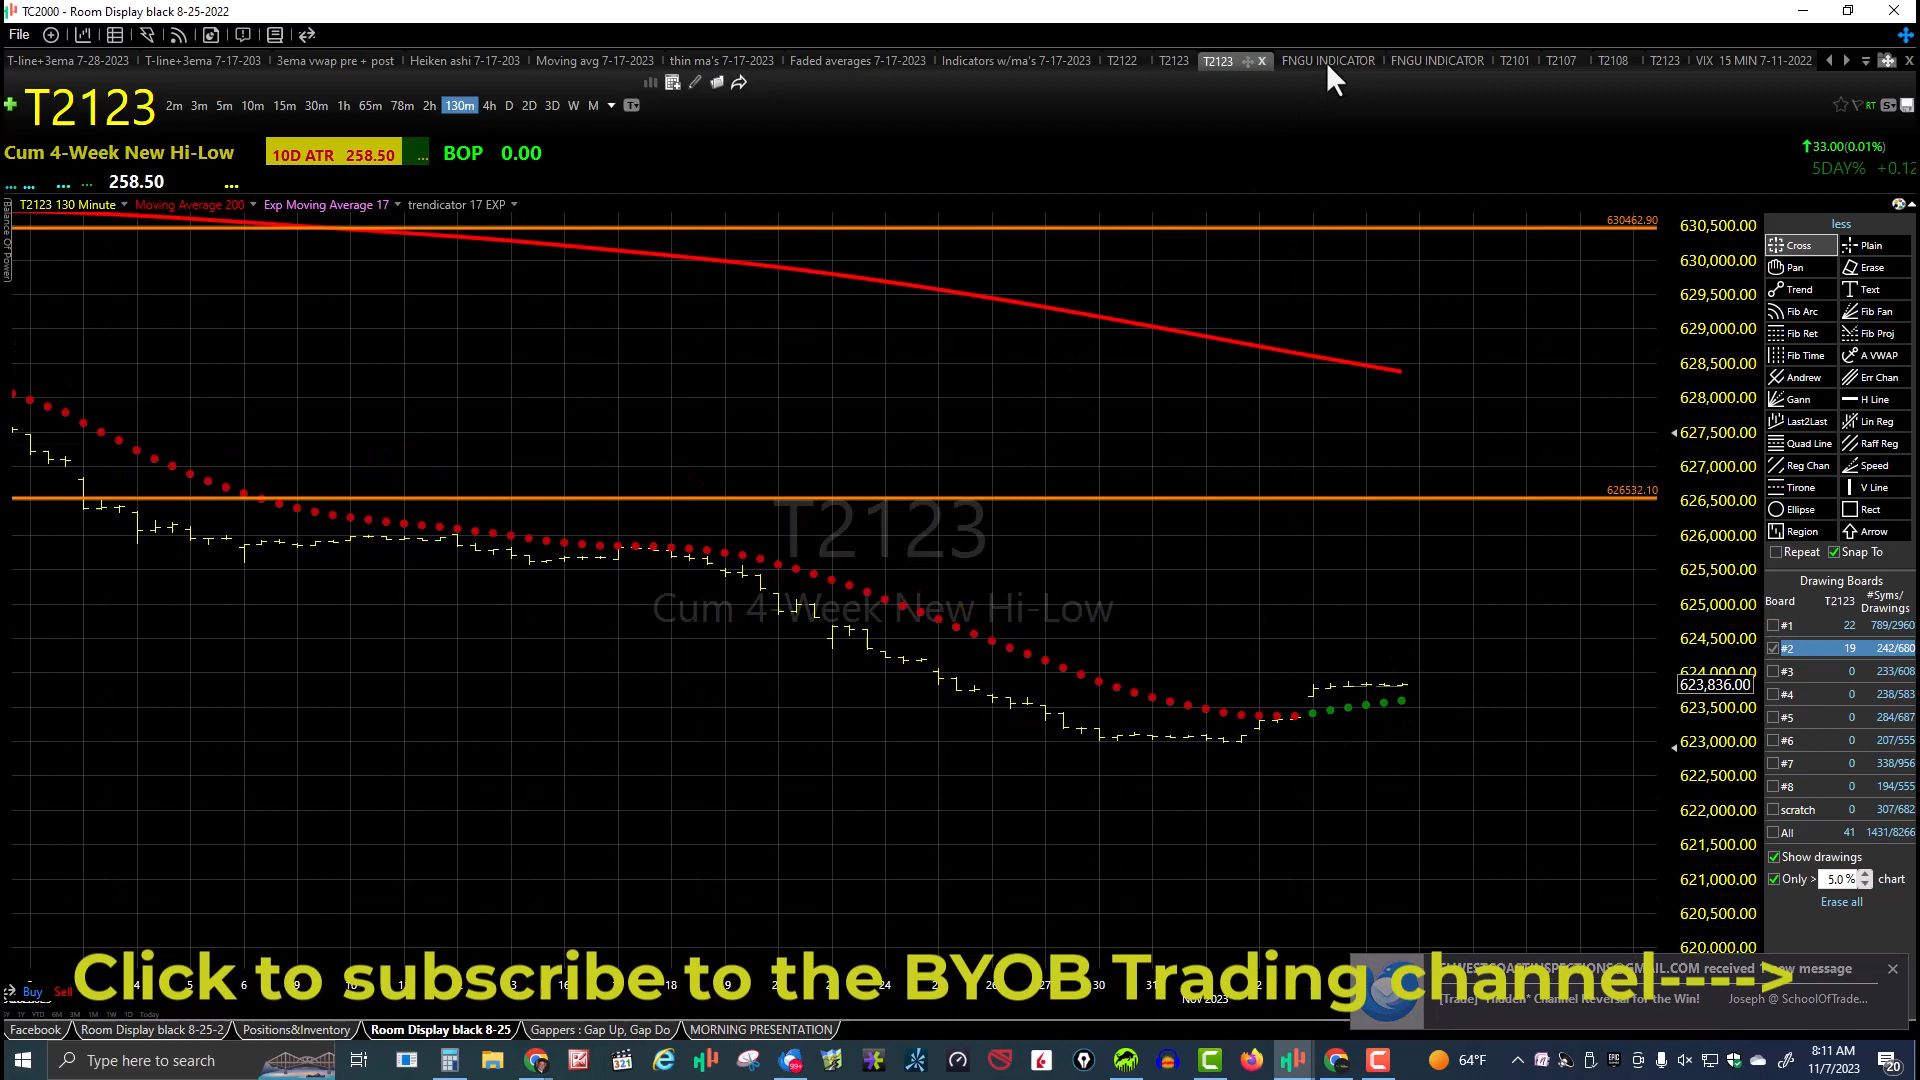 TC2000 - Room Display black 8-25-2022
File
T-line+3ema 7-28-2023 T-line+3ema 7-17-203 3ema vwap pre + post Heiken ashi 7-17-203 Moving avg 7-17-2023 thin ma's 7-17-2023 Faded averages 7-17-2023 Indicators w/ma's 7-17-2023 T2122 T2123 T2123 X FNGU INDICATOR FNGU INDICATOR T2101 T2107 T2108 T2123 VIX 15 MIN 7-11-2022
T2123 2m 3m 5m 10m 15m 30m 1h 65m 78m 2h 130m 4h D 2D 3D W M
RT
Cum 4-Week New Hi-Low 10D ATR 258.50 ... BOP 0.00
33.00(0.01%)
5DAY% +0.12
... ... ... ... 258.50 ...
T2123 130 Minute Moving Average 200 Exp Moving Average 17 trendicator 17 EXP
(Balance Of Power)
630462.90
626532.10
T2123
Cum 4-Week New Hi-Low
630,500.00
630,000.00
629,500.00
629,000.00
628,500.00
628,000.00
627,500.00
627,000.00
626,500.00
626,000.00
625,500.00
625,000.00
624,500.00
624,000.00
623,836.00
623,500.00
623,000.00
622,500.00
622,000.00
621,500.00
621,000.00
620,500.00
620,000.00
less
Cross Plain
Pan Erase
Trend Text
Fib Arc Fib Fan
Fib Ret Fib Proj
Fib Time A VWAP
Andrew Err Chan
Gann H Line
Last2Last Lin Reg
Quad Line Raff Reg
Reg Chan Speed
Tirone V Line
Ellipse Rect
Region Arrow
Repeat Snap To
Drawing Boards
Board T2123 #Syms/Drawings
#1 22 789/2960
#2 19 242/680
#3 0 233/608
#4 0 238/583
#5 0 284/687
#6 0 207/555
#7 0 338/956
#8 0 194/555
scratch 0 307/682
All 41 1431/8266
Show drawings
Only > 5.0 % chart
Erase all
Click to subscribe to the BYOB Trading channel---->
received 1 new message
Channel Reversal for the Win! Joseph @ SchoolOfTrade...
Buy Sell
Nov 2023
Facebook Room Display black 8-25-2 Positions&Inventory Room Display black 8-25 Gappers : Gap Up, Gap Do MORNING PRESENTATION
Type here to search
64°F
8:11 AM
11/7/2023
20